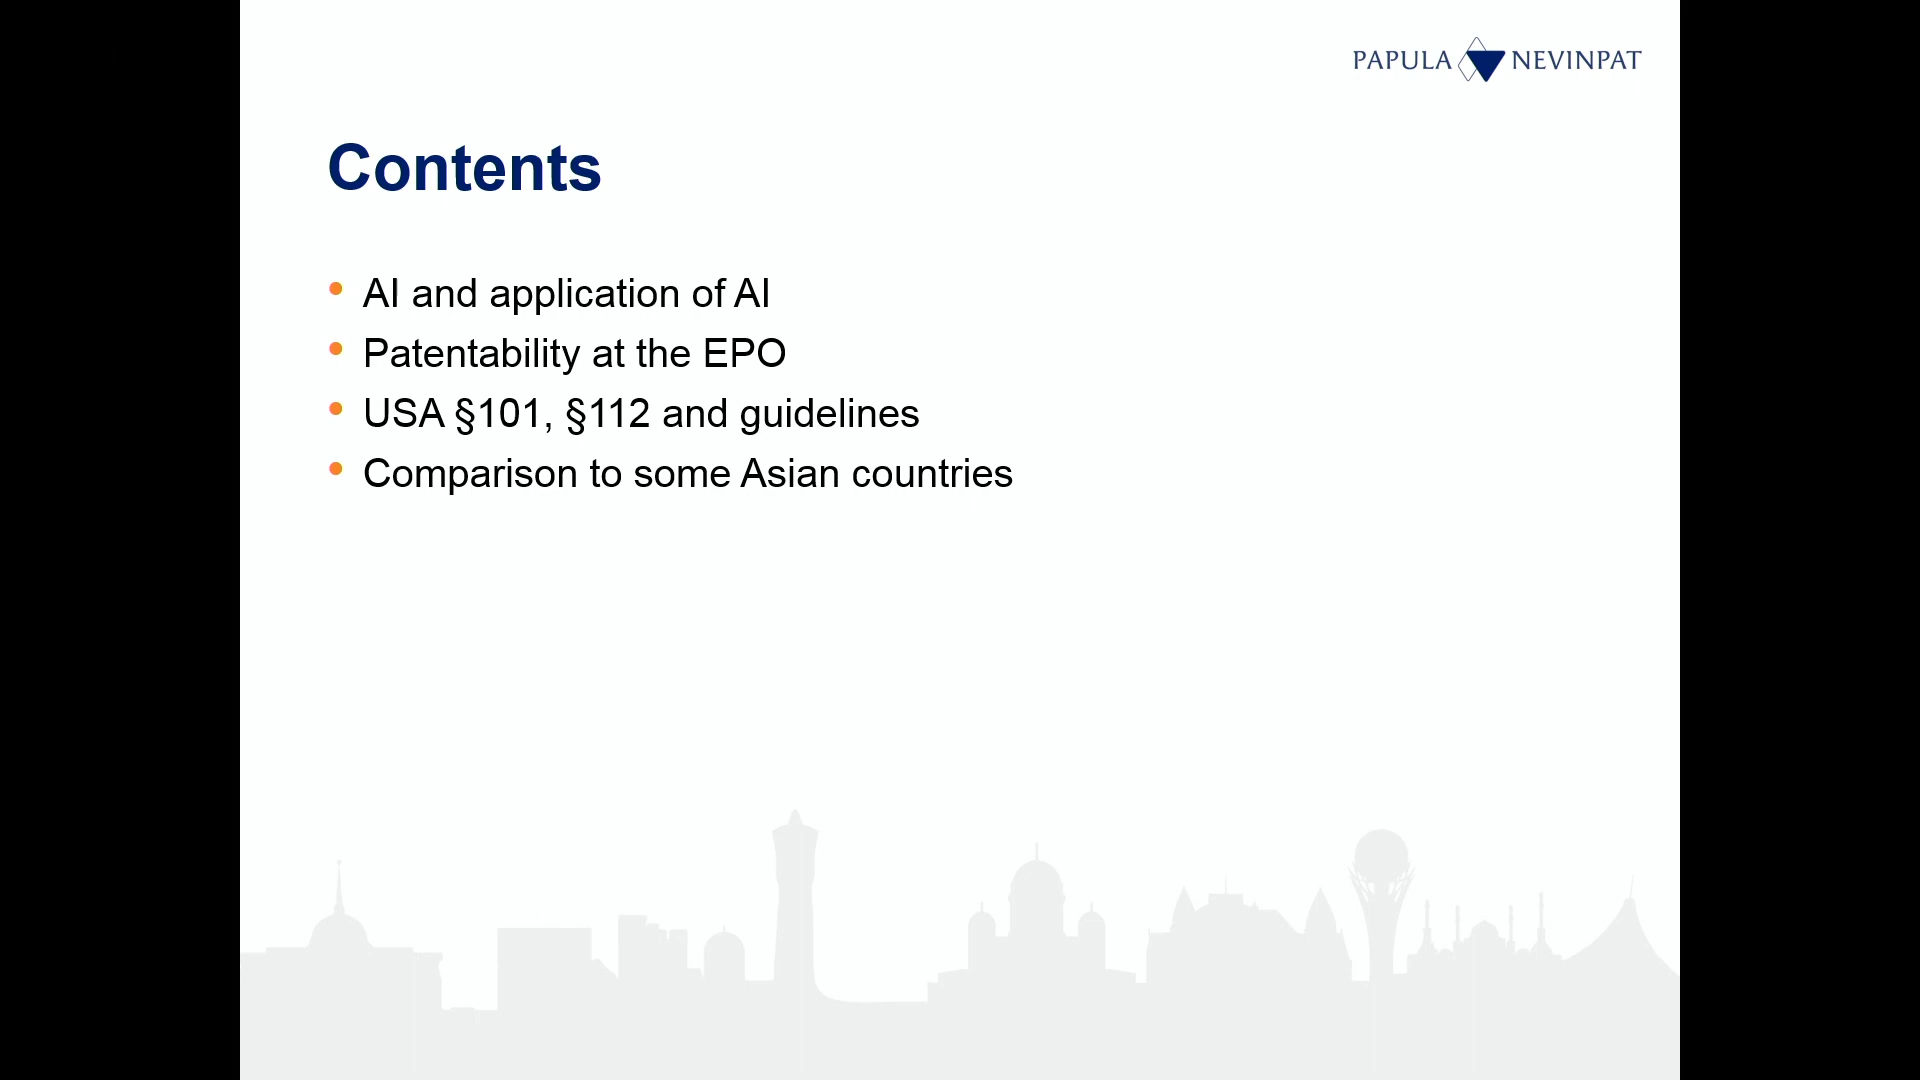 PAPULA NEVINPAT
Contents
• AI and application of AI
• Patentability at the EPO
• USA §101, §112 and guidelines
• Comparison to some Asian countries